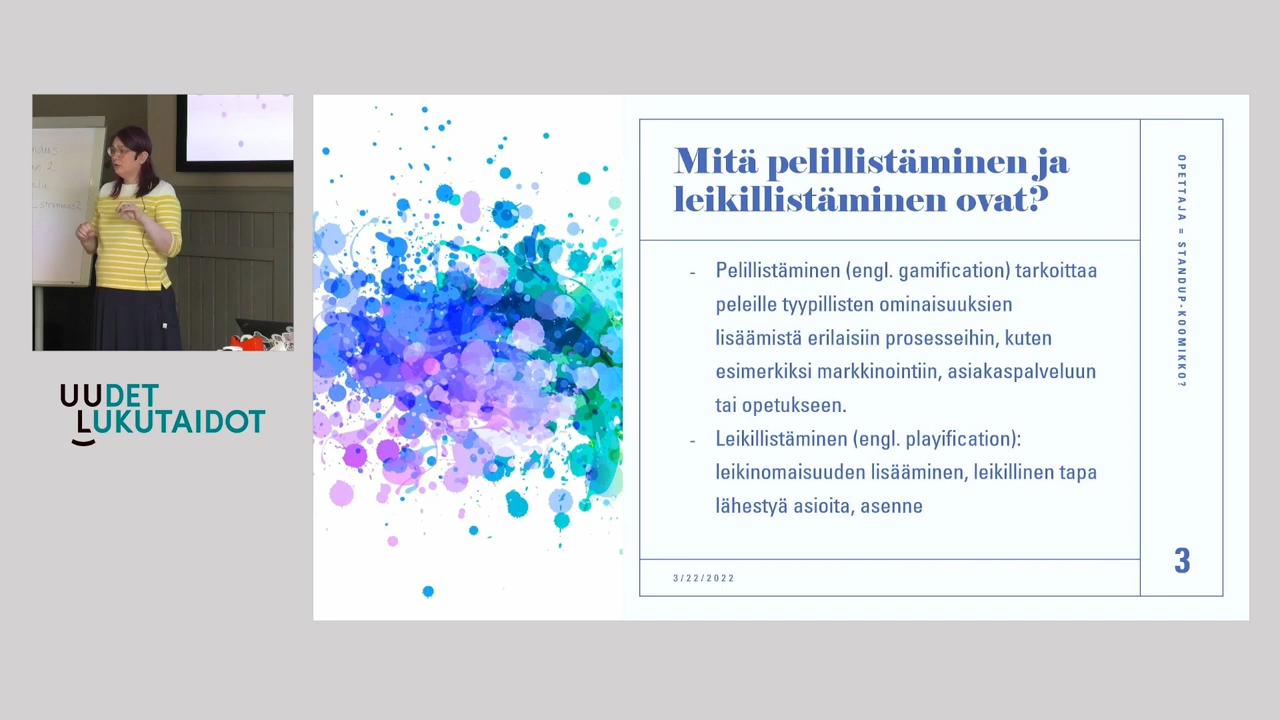 UUDET
LUKUTAIDOT
Mitä pelillistäminen ja
leikillistäminen ovat?
- Pelillistäminen (engl. gamification) tarkoittaa
peleille tyypillisten ominaisuuksien
lisäämistä erilaisiin prosesseihin, kuten
esimerkiksi markkinointiin, asiakaspalveluun
tai opetukseen.
- Leikillistäminen (engl. playification):
leikinomaisuuden lisääminen, leikillinen tapa
lähestyä asioita, asenne
3/22/2022
OPETTAJA = STANDUP-KOOMIKKO?
3